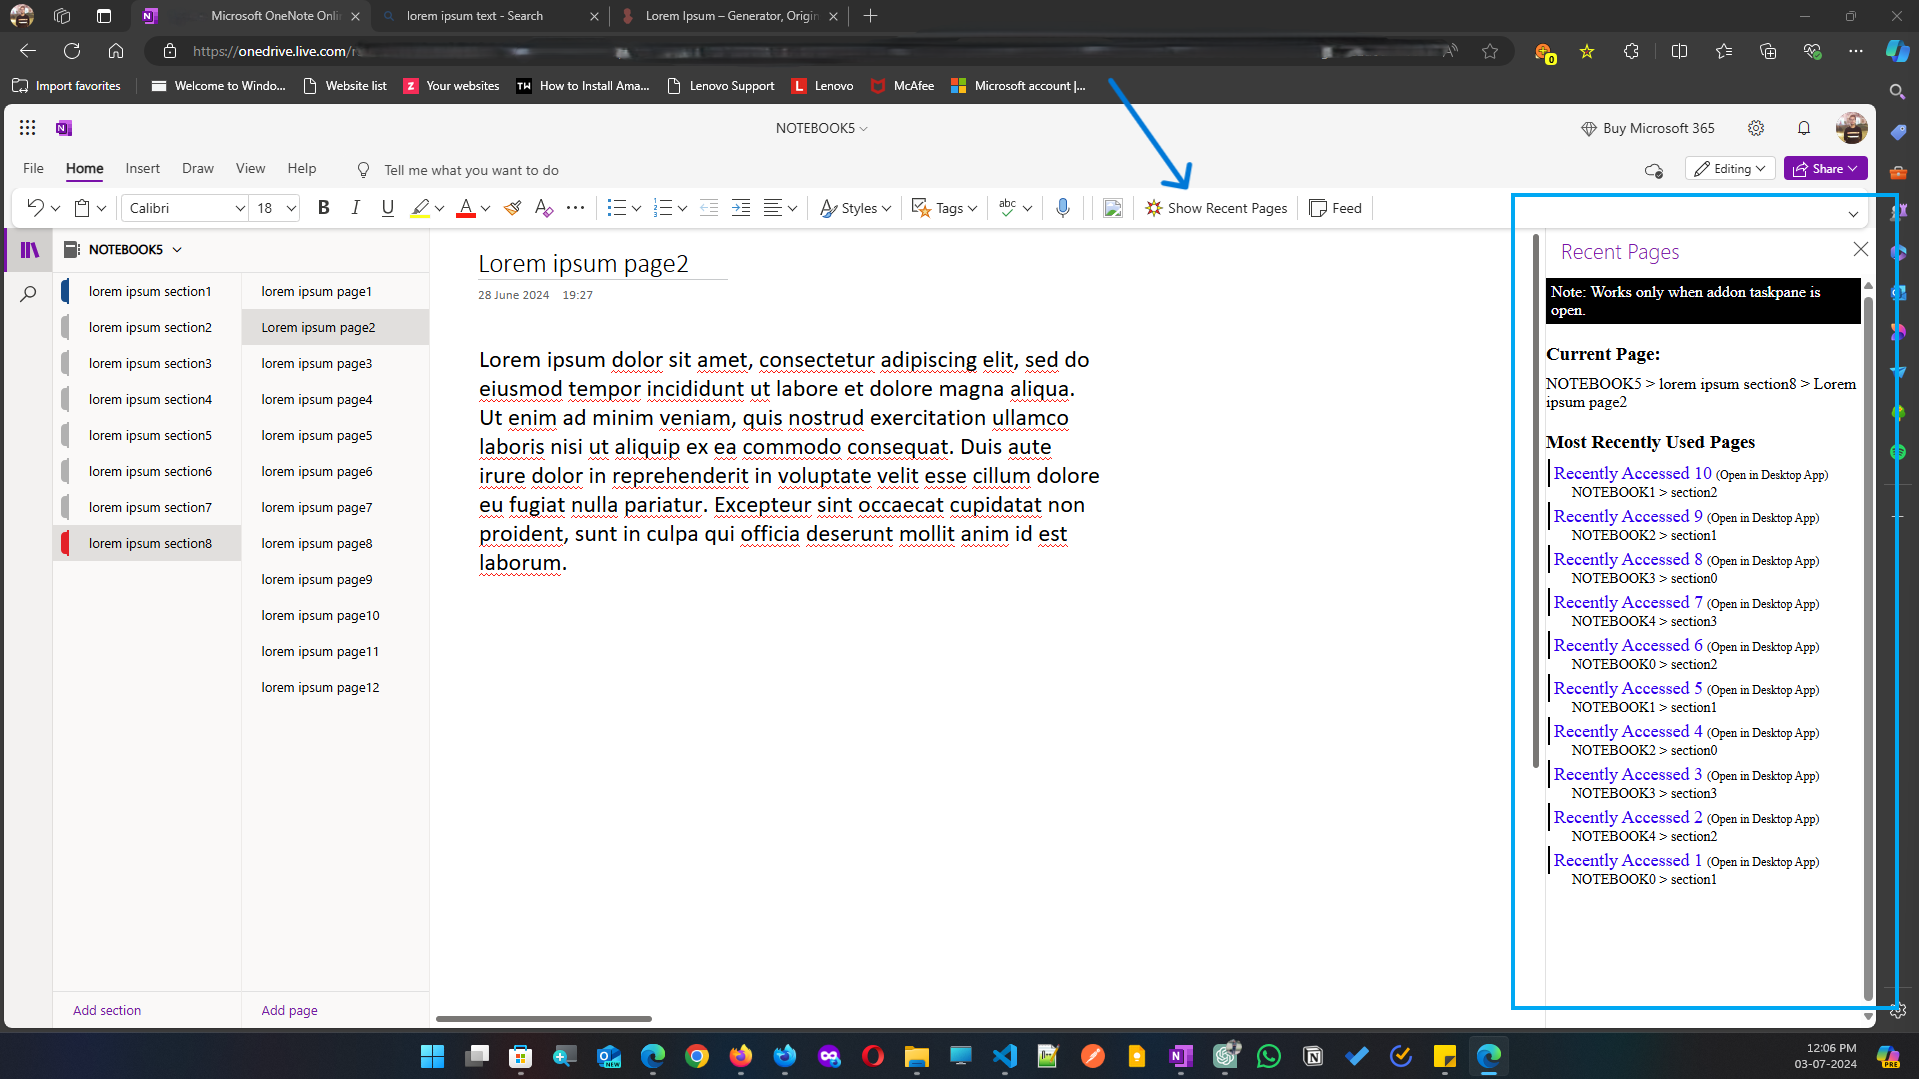 Microsoft OneNote Onlin
lorem ipsum text - Search
Lorem Ipsum – Generator, Origin
https://onedrive.live.com/r
0
Import favorites
Welcome to Windo...
Website list
Your websites
TW
How to Install Ama...
Lenovo Support
L
Lenovo
McAfee
Microsoft account |...
NOTEBOOK5
Buy Microsoft 365
File
Home
Insert
Draw
View
Help
Tell me what you want to do
Editing
Share
Calibri
18
B
I
U
A
Styles
Tags
abc
Show Recent Pages
Feed
NOTEBOOK5
lorem ipsum section1
lorem ipsum section2
lorem ipsum section3
lorem ipsum section4
lorem ipsum section5
lorem ipsum section6
lorem ipsum section7
lorem ipsum section8
Add section
lorem ipsum page1
Lorem ipsum page2
lorem ipsum page3
lorem ipsum page4
lorem ipsum page5
lorem ipsum page6
lorem ipsum page7
lorem ipsum page8
lorem ipsum page9
lorem ipsum page10
lorem ipsum page11
lorem ipsum page12
Add page
Lorem ipsum page2
28 June 2024 19:27
Lorem ipsum dolor sit amet, consectetur adipiscing elit, sed do
eiusmod tempor incididunt ut labore et dolore magna aliqua.
Ut enim ad minim veniam, quis nostrud exercitation ullamco
laboris nisi ut aliquip ex ea commodo consequat. Duis aute
irure dolor in reprehenderit in voluptate velit esse cillum dolore
eu fugiat nulla pariatur. Excepteur sint occaecat cupidatat non
proident, sunt in culpa qui officia deserunt mollit anim id est
laborum.
Recent Pages
Note: Works only when addon taskpane is
open.
Current Page:
NOTEBOOK5 > lorem ipsum section8 > Lorem
ipsum page2
Most Recently Used Pages
Recently Accessed 10 (Open in Desktop App)
NOTEBOOK1 > section2
Recently Accessed 9 (Open in Desktop App)
NOTEBOOK2 > section1
Recently Accessed 8 (Open in Desktop App)
NOTEBOOK3 > section0
Recently Accessed 7 (Open in Desktop App)
NOTEBOOK4 > section3
Recently Accessed 6 (Open in Desktop App)
NOTEBOOK0 > section2
Recently Accessed 5 (Open in Desktop App)
NOTEBOOK1 > section1
Recently Accessed 4 (Open in Desktop App)
NOTEBOOK2 > section0
Recently Accessed 3 (Open in Desktop App)
NOTEBOOK3 > section3
Recently Accessed 2 (Open in Desktop App)
NOTEBOOK4 > section2
Recently Accessed 1 (Open in Desktop App)
NOTEBOOK0 > section1
NEW
12:06 PM
03-07-2024
PRE